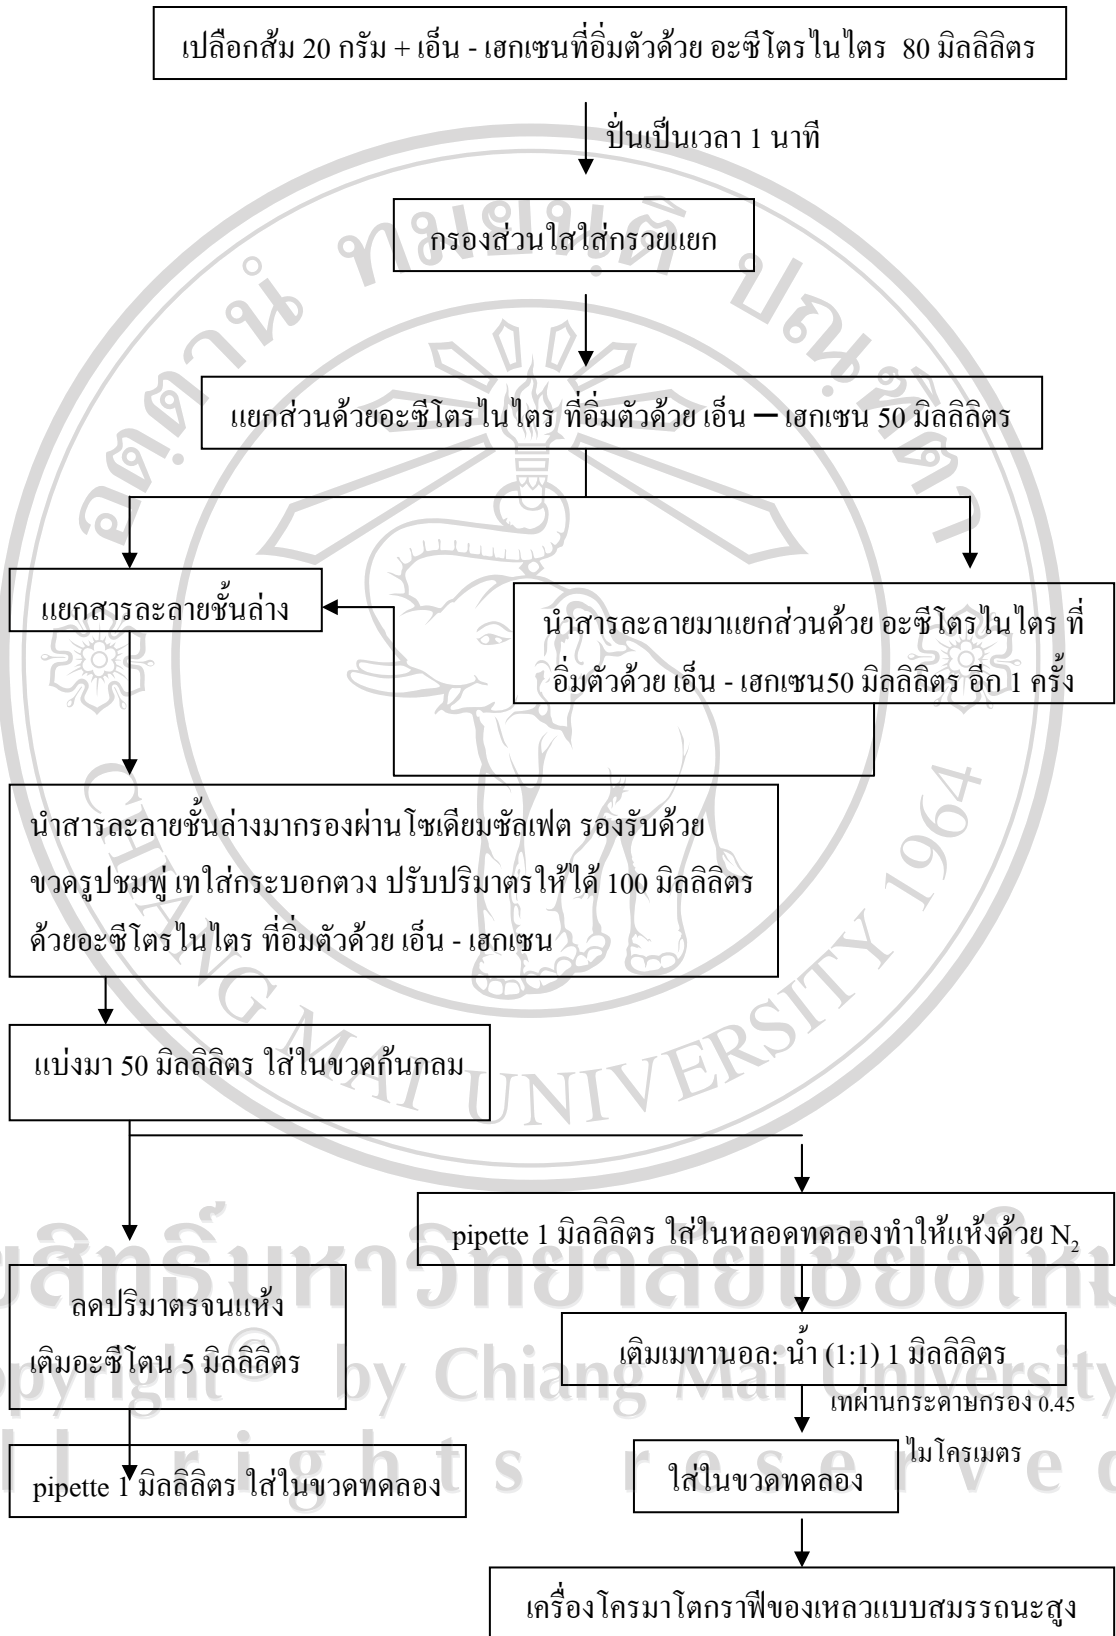 เปลือกส้ม 20 กรัม + เอ็น - เฮกเซนที่อิ่มตัวด้วย อะซีโตรไนไตร 80 มิลลิลิตร
ปั่นเป็นเวลา 1 นาที
กรองส่วนใสใส่กรวยแยก
แยกส่วนด้วยอะซีโตรไนไตร ที่อิ่มตัวด้วย เอ็น – เฮกเซน 50 มิลลิลิตร
แยกสารละลายชั้นล่าง
นำสารละลายมาแยกส่วนด้วย อะซีโตรไนไตร ที่
อิ่มตัวด้วย เอ็น - เฮกเซน50 มิลลิลิตร อีก 1 ครั้ง
นำสารละลายชั้นล่างมากรองผ่านโซเดียมซัลเฟต รองรับด้วย
ขวดรูปชมพู่ เทใส่กระบอกตวง ปรับปริมาตรให้ได้ 100 มิลลิลิตร
ด้วยอะซีโตรไนไตร ที่อิ่มตัวด้วย เอ็น - เฮกเซน
แบ่งมา 50 มิลลิลิตร ใส่ในขวดก้นกลม
pipette 1 มิลลิลิตร ใส่ในหลอดทดลองทำให้แห้งด้วย N₂
ลดปริมาตรจนแห้ง
เติมอะซีโตน 5 มิลลิลิตร
เติมเมทานอล: น้ำ (1:1) 1 มิลลิลิตร
เทผ่านกระดาษกรอง 0.45
ไมโครเมตร
pipette 1 มิลลิลิตร ใส่ในขวดทดลอง
ใส่ในขวดทดลอง
เครื่องโครมาโตกราฟีของเหลวแบบสมรรถนะสูง
อตฺตานํ ทมยนฺติ ปณฺฑิตา
CHIANG MAI UNIVERSITY 1964
สิทธิ์มหาวิทยาลัยเชียงใหม
opyright © by Chiang Mai University
l l rights reserved